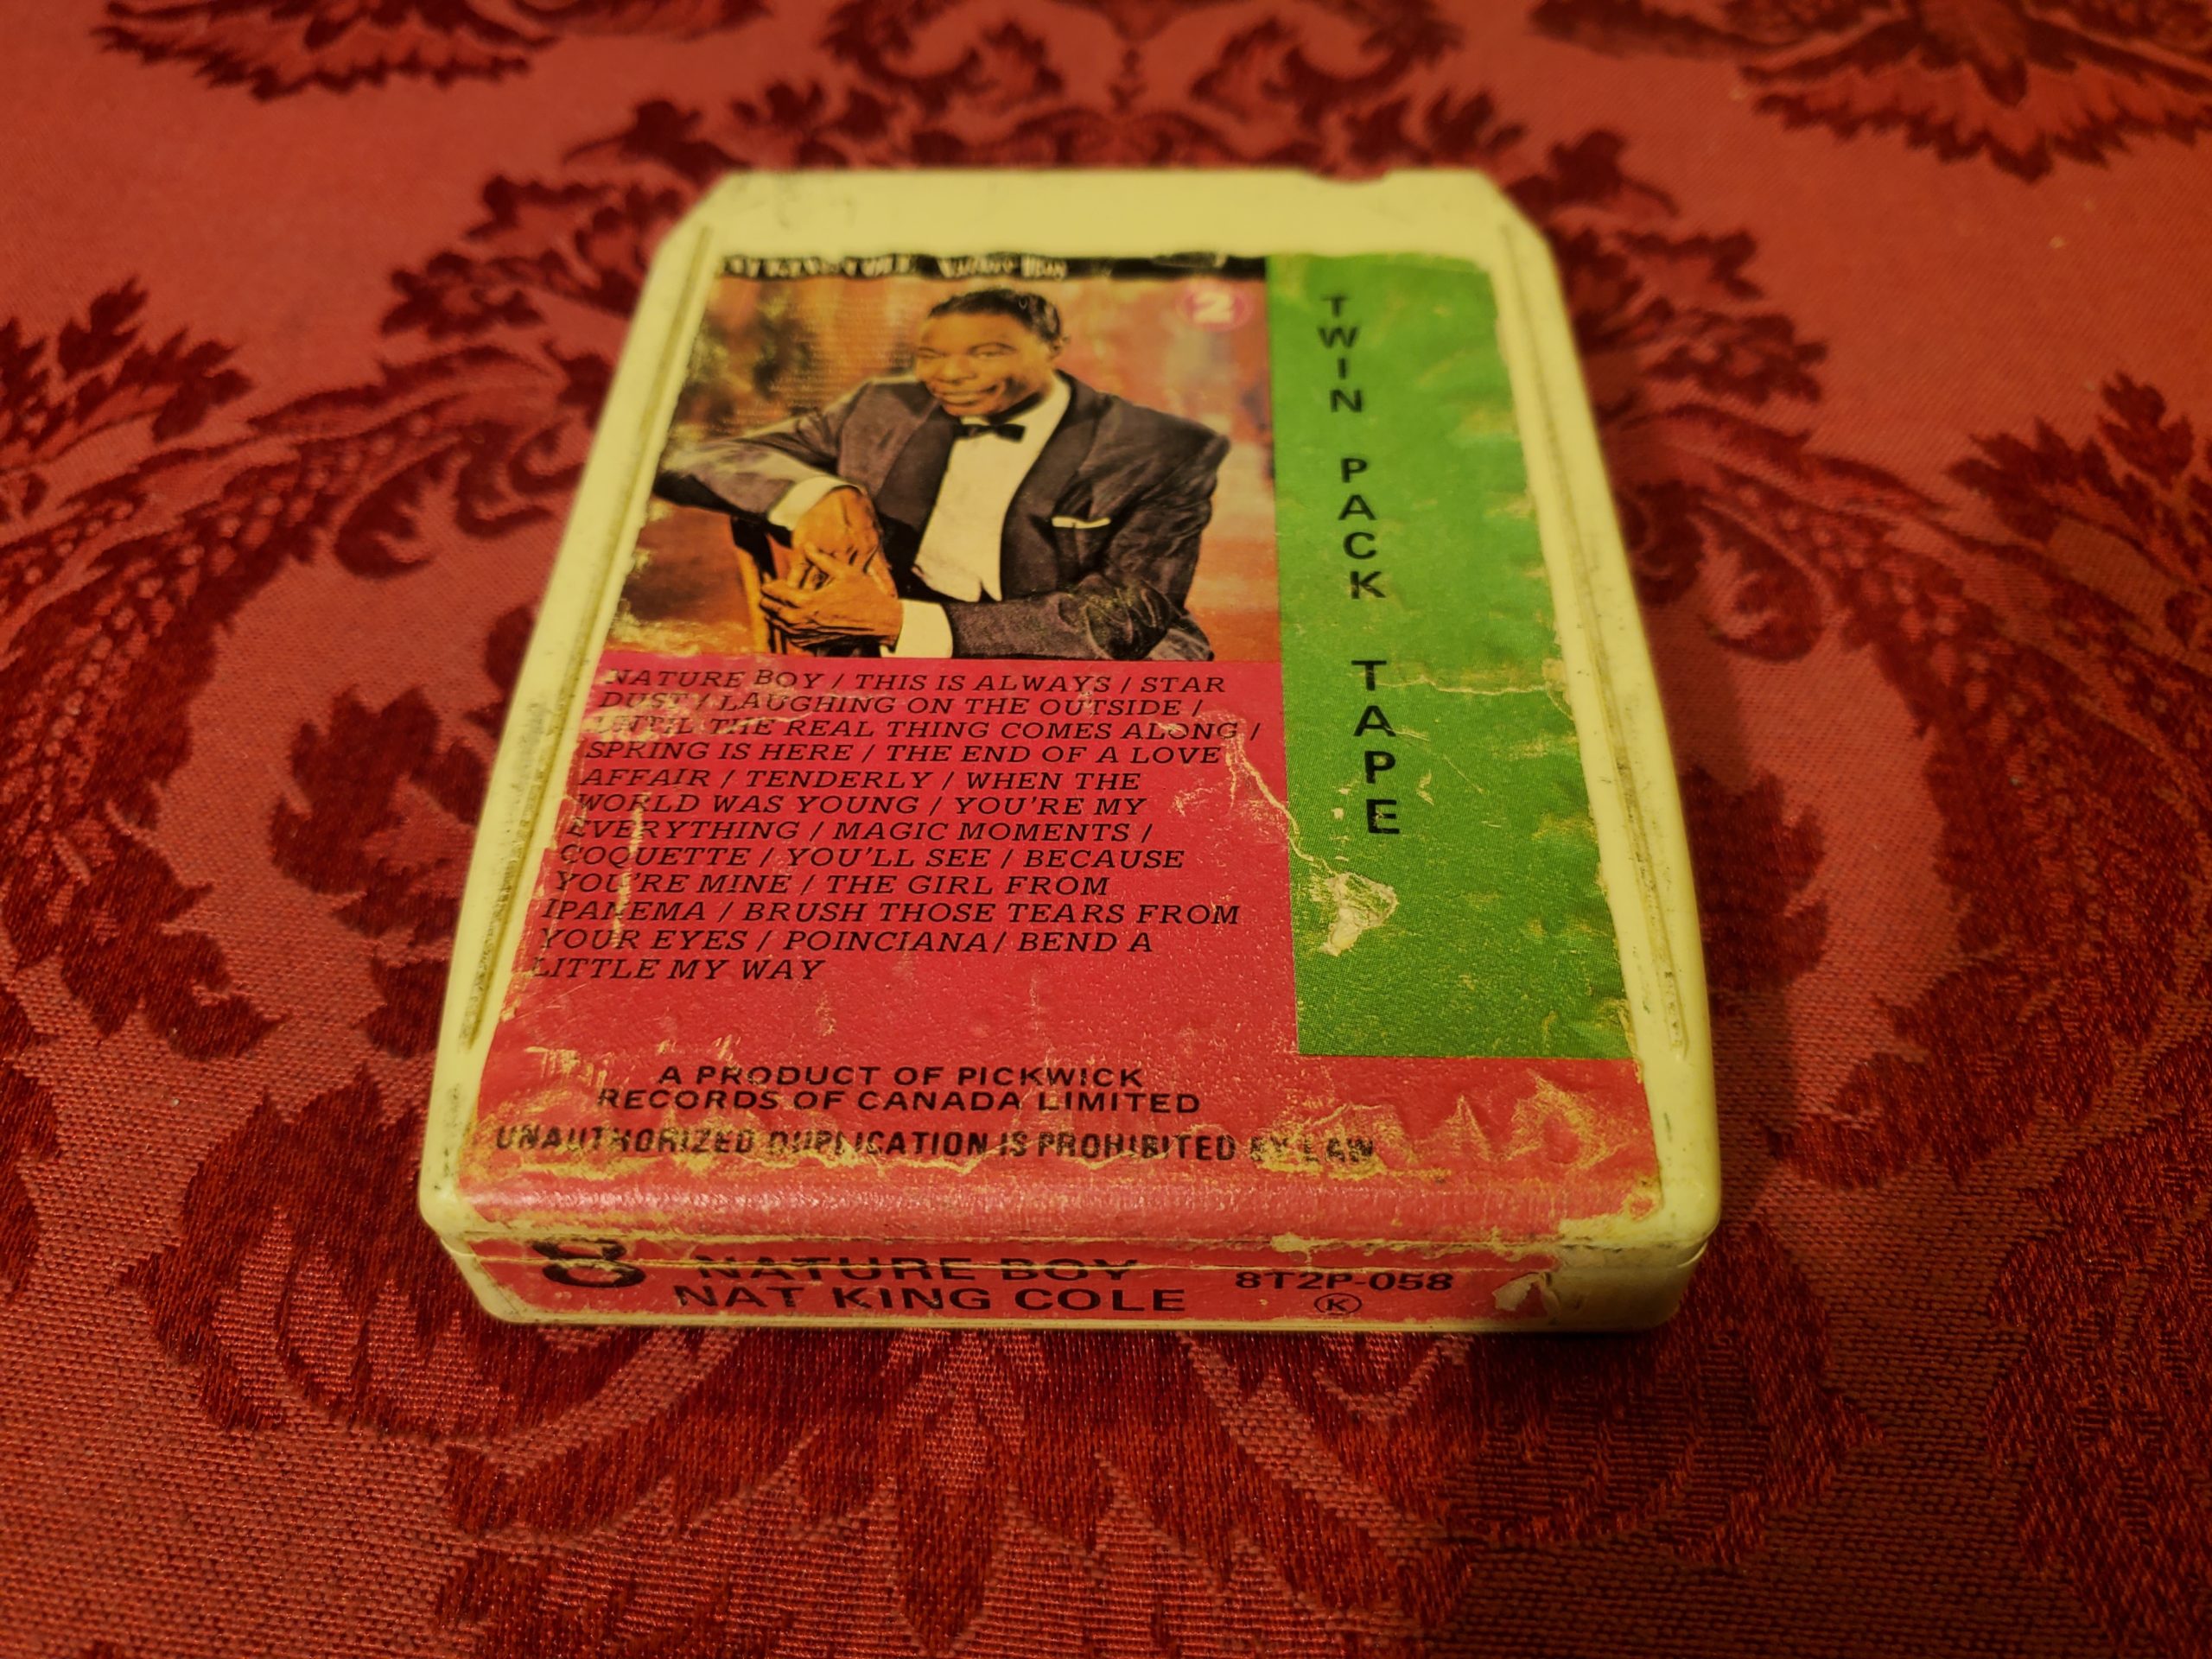 2
TWIN PACK TAPE
NATURE BOY / THIS IS ALWAYS / STAR
DUST / LAUGHING ON THE OUTSIDE /
UNTIL THE REAL THING COMES ALONG /
SPRING IS HERE / THE END OF A LOVE
AFFAIR / TENDERLY / WHEN THE
WORLD WAS YOUNG / YOU'RE MY
EVERYTHING / MAGIC MOMENTS /
COQUETTE / YOU'LL SEE / BECAUSE
YOU'RE MINE / THE GIRL FROM
IPANEMA / BRUSH THOSE TEARS FROM
YOUR EYES / POINCIANA/ BEND A
LITTLE MY WAY
A PRODUCT OF PICKWICK
RECORDS OF CANADA LIMITED
UNAUTHORIZED DUPLICATION IS PROHIBITED BY LAW
8 NATURE BOY 8T2P-058
NAT KING COLE K